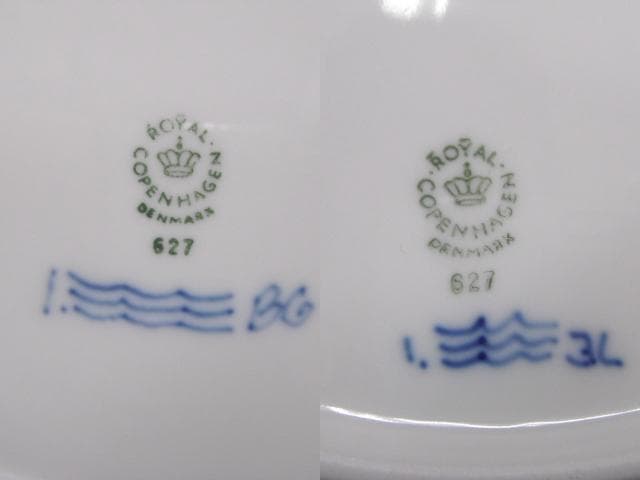 ROYAL
COPENHAGEN
DENMARK
627
1. BG
ROYAL
COPENHAGEN
DENMARK
627
1. 3L